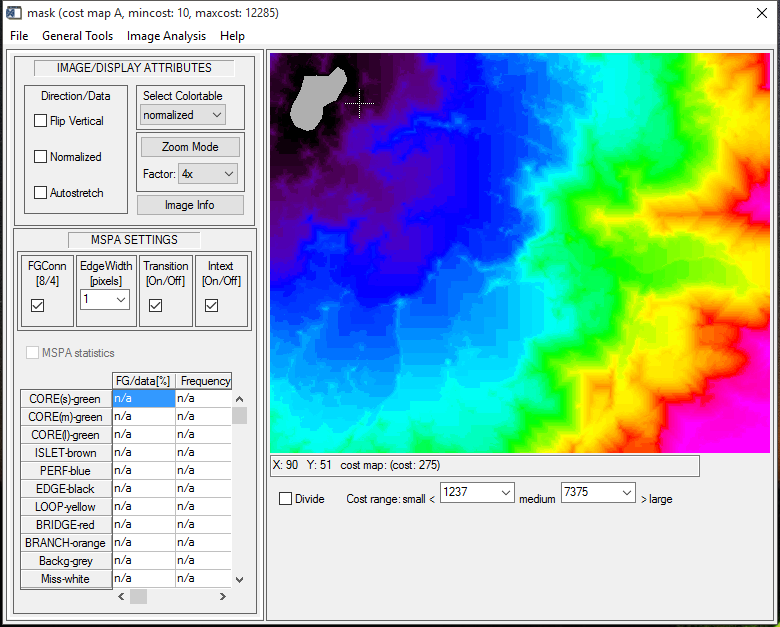 mask (cost map A, mincost: 10, maxcost: 12285)
File General Tools Image Analysis Help
IMAGE/DISPLAY ATTRIBUTES
Direction/Data
Flip Vertical
Normalized
Autostretch
Select Colortable
normalized
Zoom Mode
Factor: 4x
Image Info
MSPA SETTINGS
FGConn
[8/4]
EdgeWidth
[pixels]
1
Transition
[On/Off]
Intext
[On/Off]
MSPA statistics
FG/data[%] Frequency
CORE(s)-green n/a n/a
CORE(m)-green n/a n/a
CORE(l)-green n/a n/a
ISLET-brown n/a n/a
PERF-blue n/a n/a
EDGE-black n/a n/a
LOOP-yellow n/a n/a
BRIDGE-red n/a n/a
BRANCH-orange n/a n/a
Backg-grey n/a n/a
Miss-white n/a n/a
X: 90 Y: 51 cost map: (cost: 275)
Divide Cost range: small < 1237 medium 7375 > large